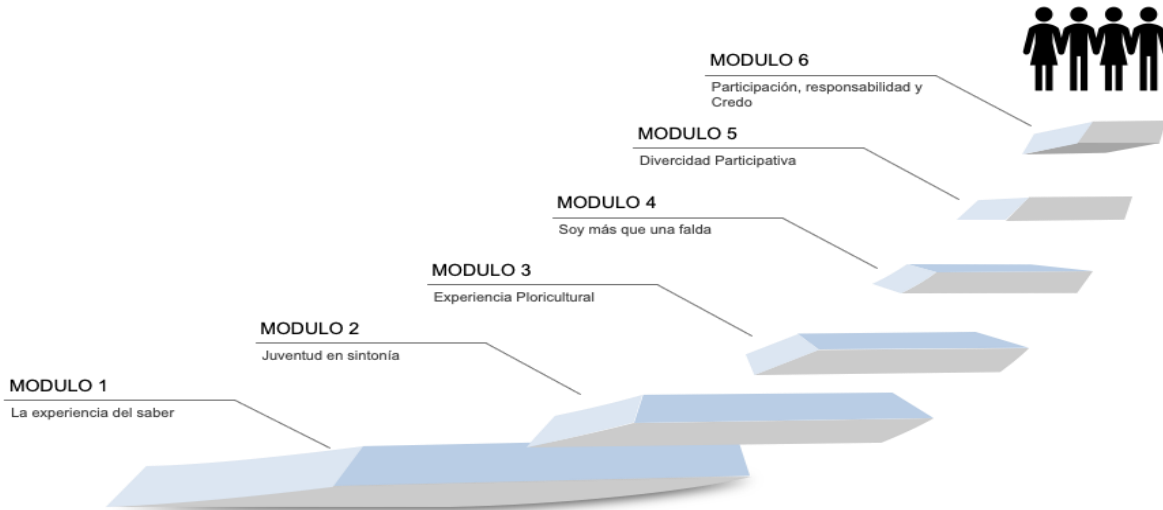 MODULO 6
Participación, responsabilidad y
Credo
MODULO 5
Divercidad Participativa
MODULO 4
Soy más que una falda
MODULO 3
Experiencia Ploricultural
MODULO 2
Juventud en sintonía
MODULO 1
La experiencia del saber